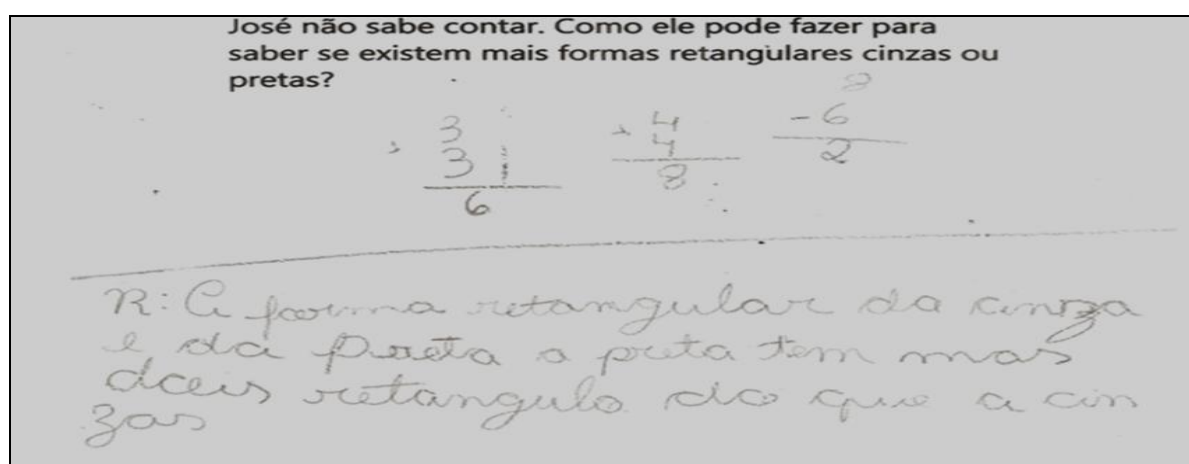 José não sabe contar. Como ele pode fazer para
saber se existem mais formas retangulares cinzas ou
pretas?
8
3 + 4 - 6
3 4 2
6 8
R: A forma retangular da cinza
e da Preta a preta tem mas
dois retangulo do que a cin
zas